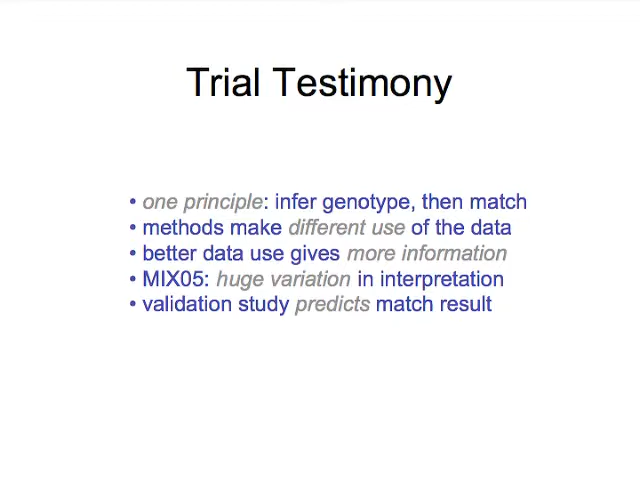 Trial Testimony
• one principle: infer genotype, then match
• methods make different use of the data
• better data use gives more information
• MIX05: huge variation in interpretation
• validation study predicts match result